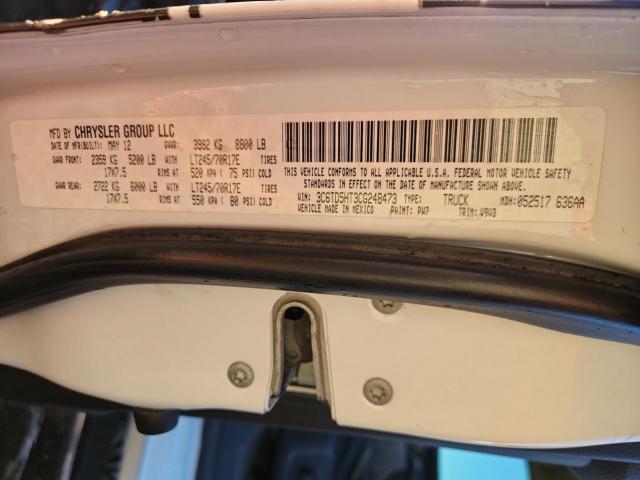 MFD BY CHRYSLER GROUP LLC
DATE OF MFR(BUILT): MAY 12 GVWR: 3992 KG 8800 LB
GAWR FRONT: 2359 KG 5200 LB WITH LT245/70R17E TIRES
17X7.5 RIMS AT 520 KPA ( 75 PSI) COLD
GAWR REAR: 2722 KG 6000 LB WITH LT245/70R17E TIRES
17X7.5 RIMS AT 550 KPA ( 80 PSI) COLD
THIS VEHICLE CONFORMS TO ALL APPLICABLE U.S.A. FEDERAL MOTOR VEHICLE SAFETY
STANDARDS IN EFFECT ON THE DATE OF MANUFACTURE SHOWN ABOVE.
VIN: 3C6TD5HT3CG248473 TYPE: TRUCK MDH: 052517 636AA
VEHICLE MADE IN MEXICO PAINT: PW7 TRIM: V9V3